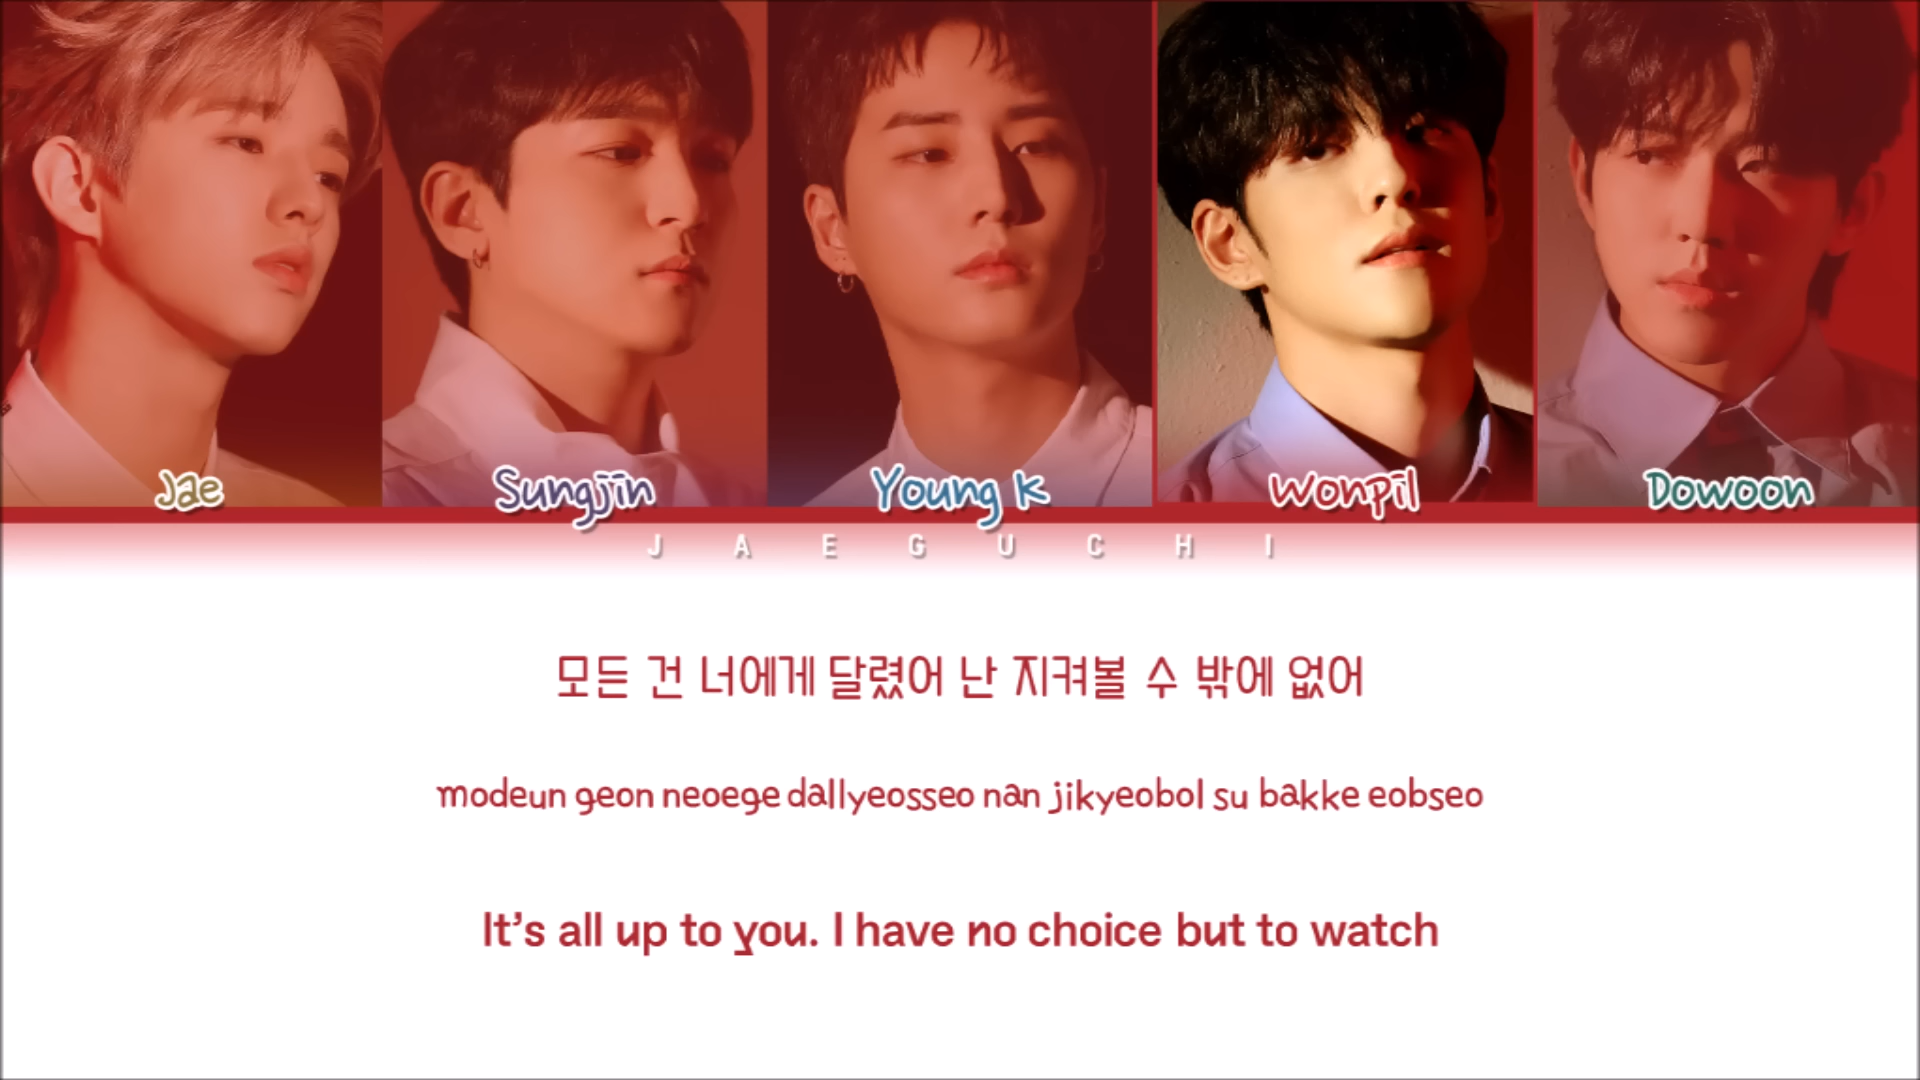 Jae Sungjin Young K Wonpil Dowoon
JAEGUCHI
모든 건 너에게 달렸어 난 지켜볼 수 밖에 없어
modeun geon neoege dallyeosseo nan jikyeobol su bakke eobseo
It's all up to you. I have no choice but to watch